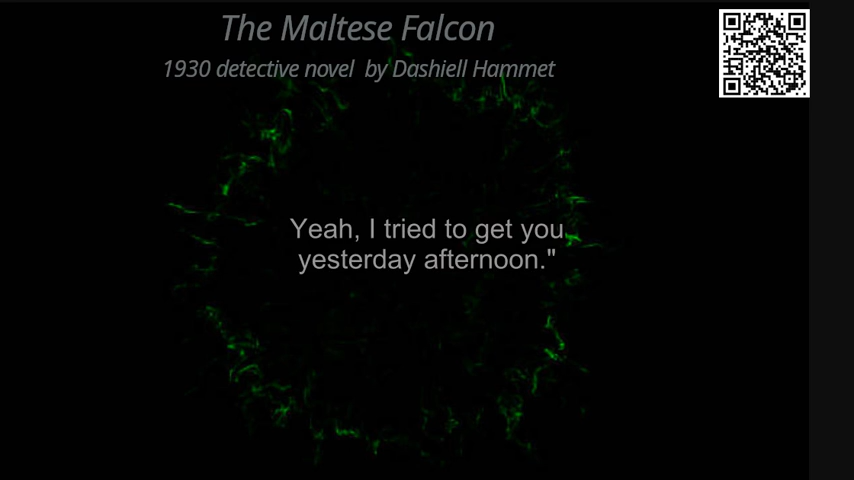 The Maltese Falcon
1930 detective novel by Dashiell Hammet
Yeah, I tried to get you
yesterday afternoon."